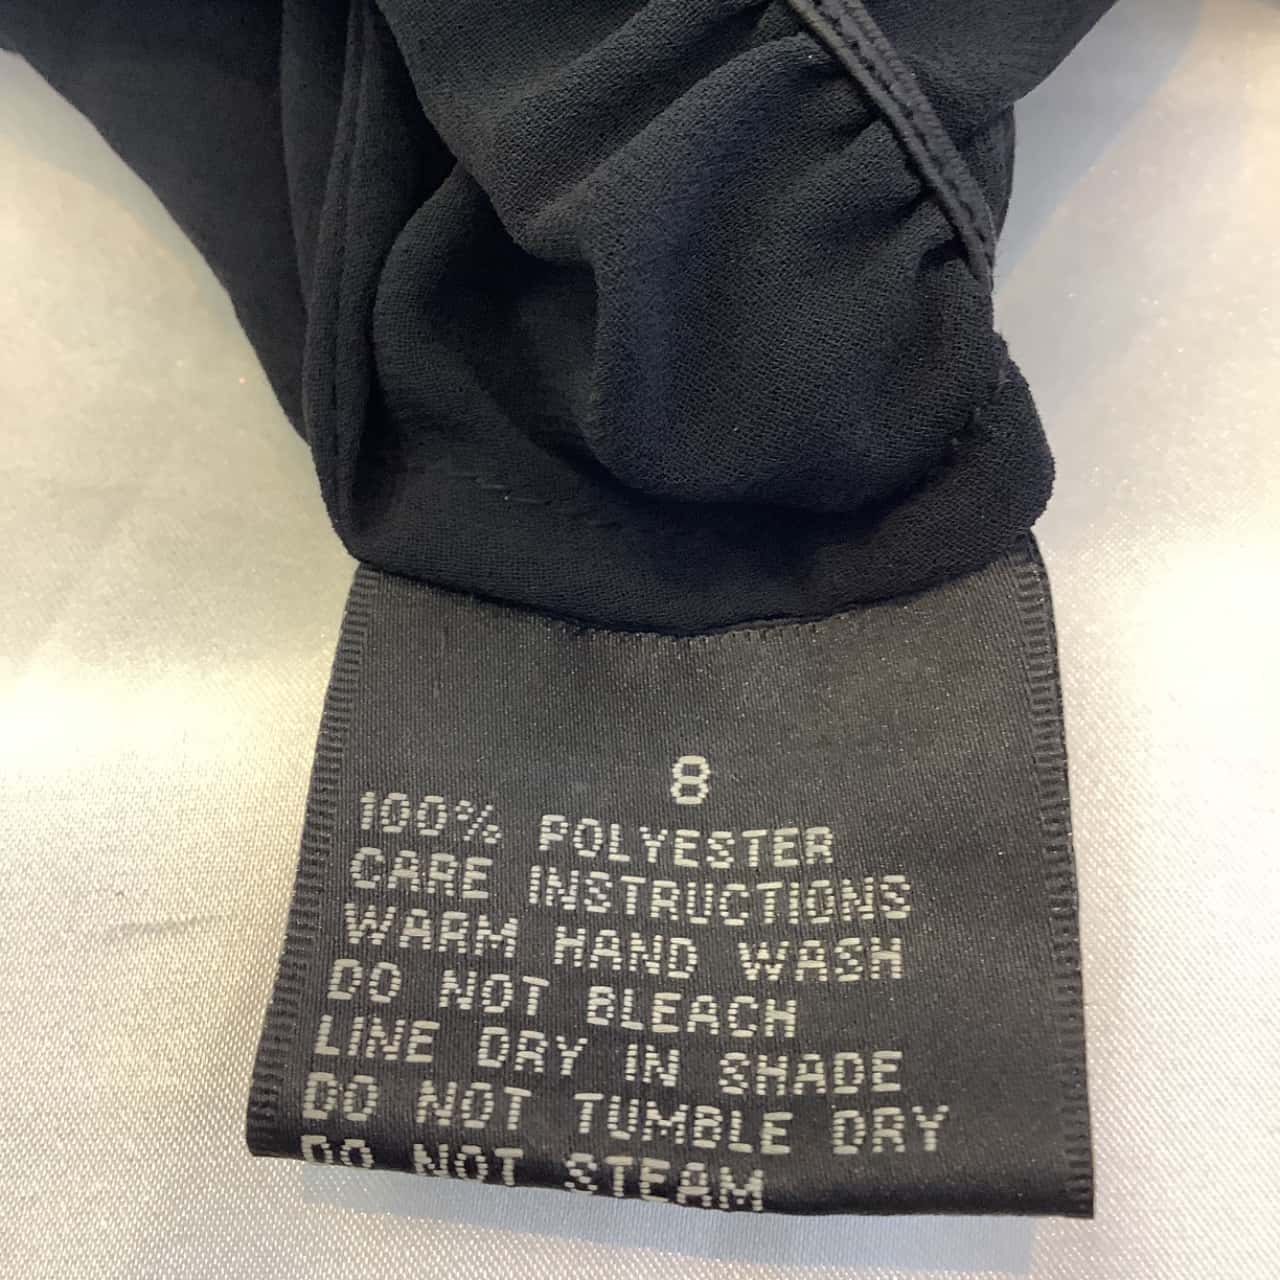 8
100% POLYESTER
CARE INSTRUCTIONS
WARM HAND WASH
DO NOT BLEACH
LINE DRY IN SHADE
DO NOT TUMBLE DRY
DO NOT STEAM